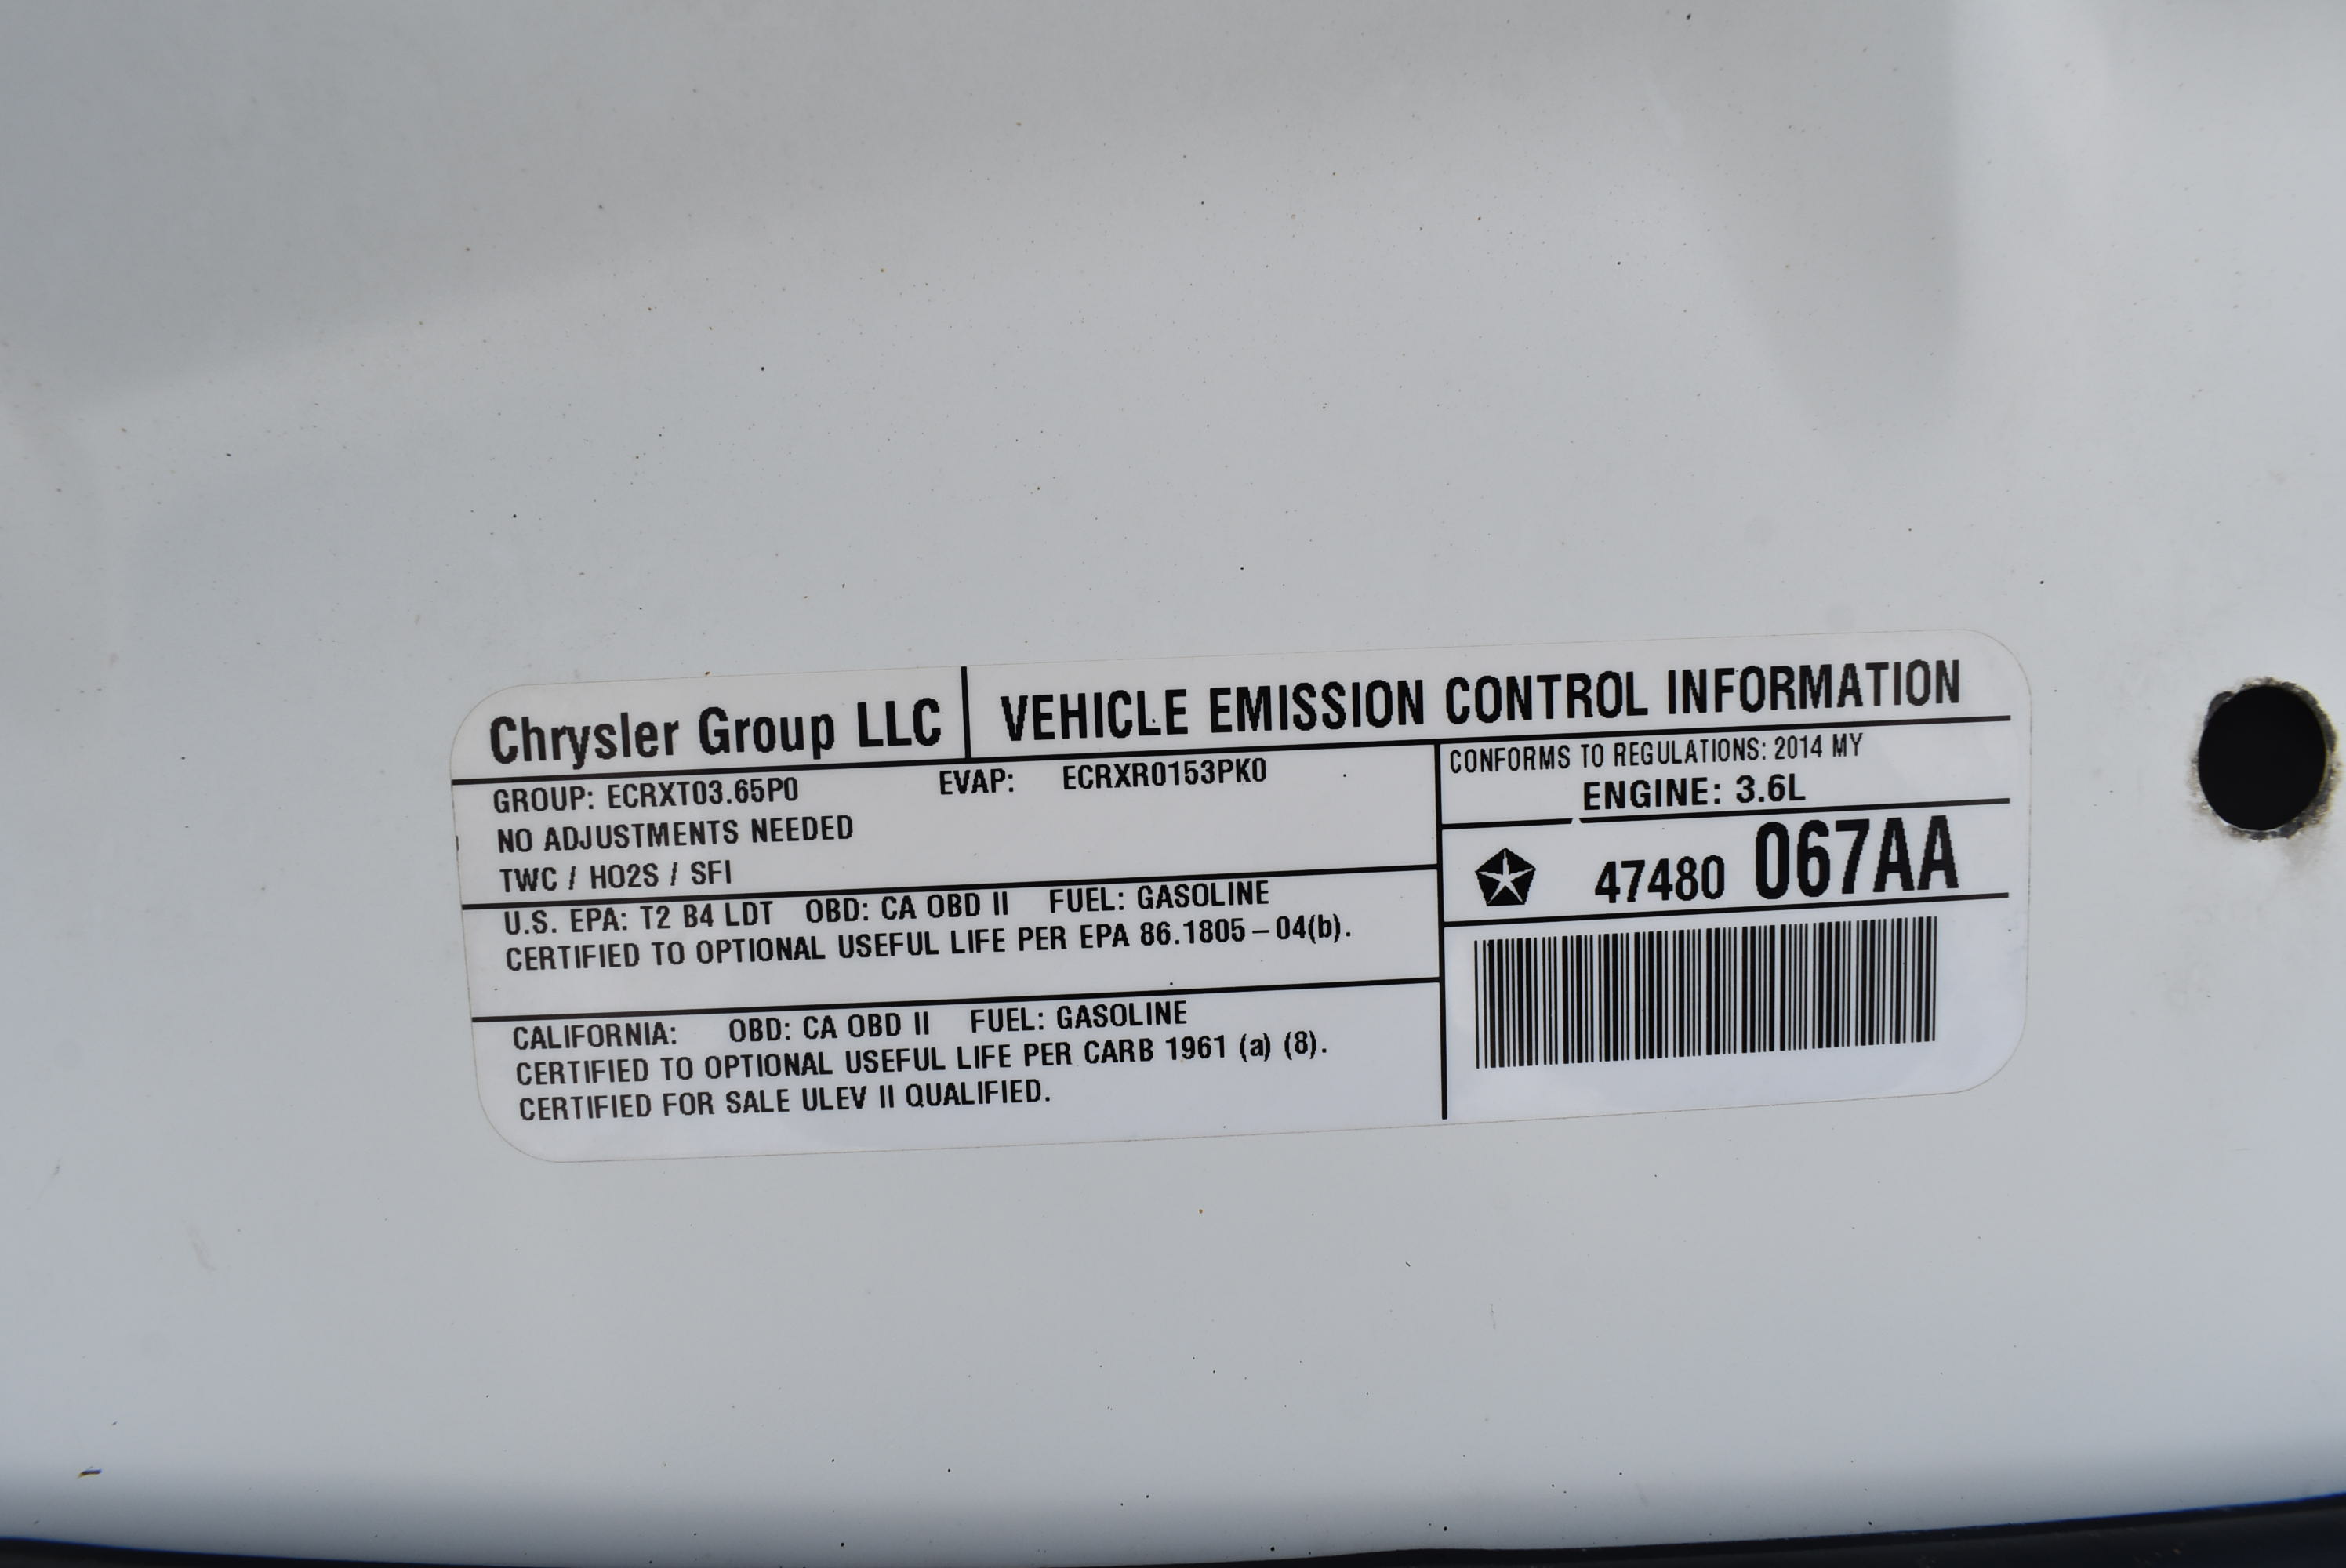 Chrysler Group LLC
VEHICLE EMISSION CONTROL INFORMATION
GROUP: ECRXT03.65P0 EVAP: ECRXR0153PK0
NO ADJUSTMENTS NEEDED
TWC / HO2S / SFI
U.S. EPA: T2 B4 LDT OBD: CA OBD II FUEL: GASOLINE
CERTIFIED TO OPTIONAL USEFUL LIFE PER EPA 86.1805–04(b).
CALIFORNIA: OBD: CA OBD II FUEL: GASOLINE
CERTIFIED TO OPTIONAL USEFUL LIFE PER CARB 1961 (a) (8).
CERTIFIED FOR SALE ULEV II QUALIFIED.
CONFORMS TO REGULATIONS: 2014 MY
ENGINE: 3.6L
47480 067AA